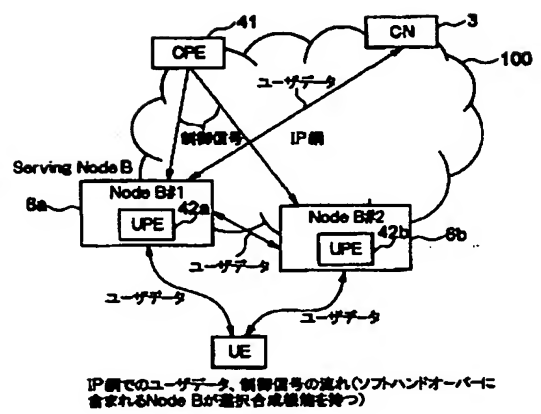 41
CPE
CN
3
100
ユーザデータ
制御信号
IP網
Serving Node B
Node B#1
6a
UPE
42a
Node B#2
UPE
42b
6b
ユーザデータ
ユーザデータ
ユーザデータ
UE
IP網でのユーザデータ、制御信号の流れ(ソフトハンドオーバーに
含まれるNode Bが選択合成機能を持つ)